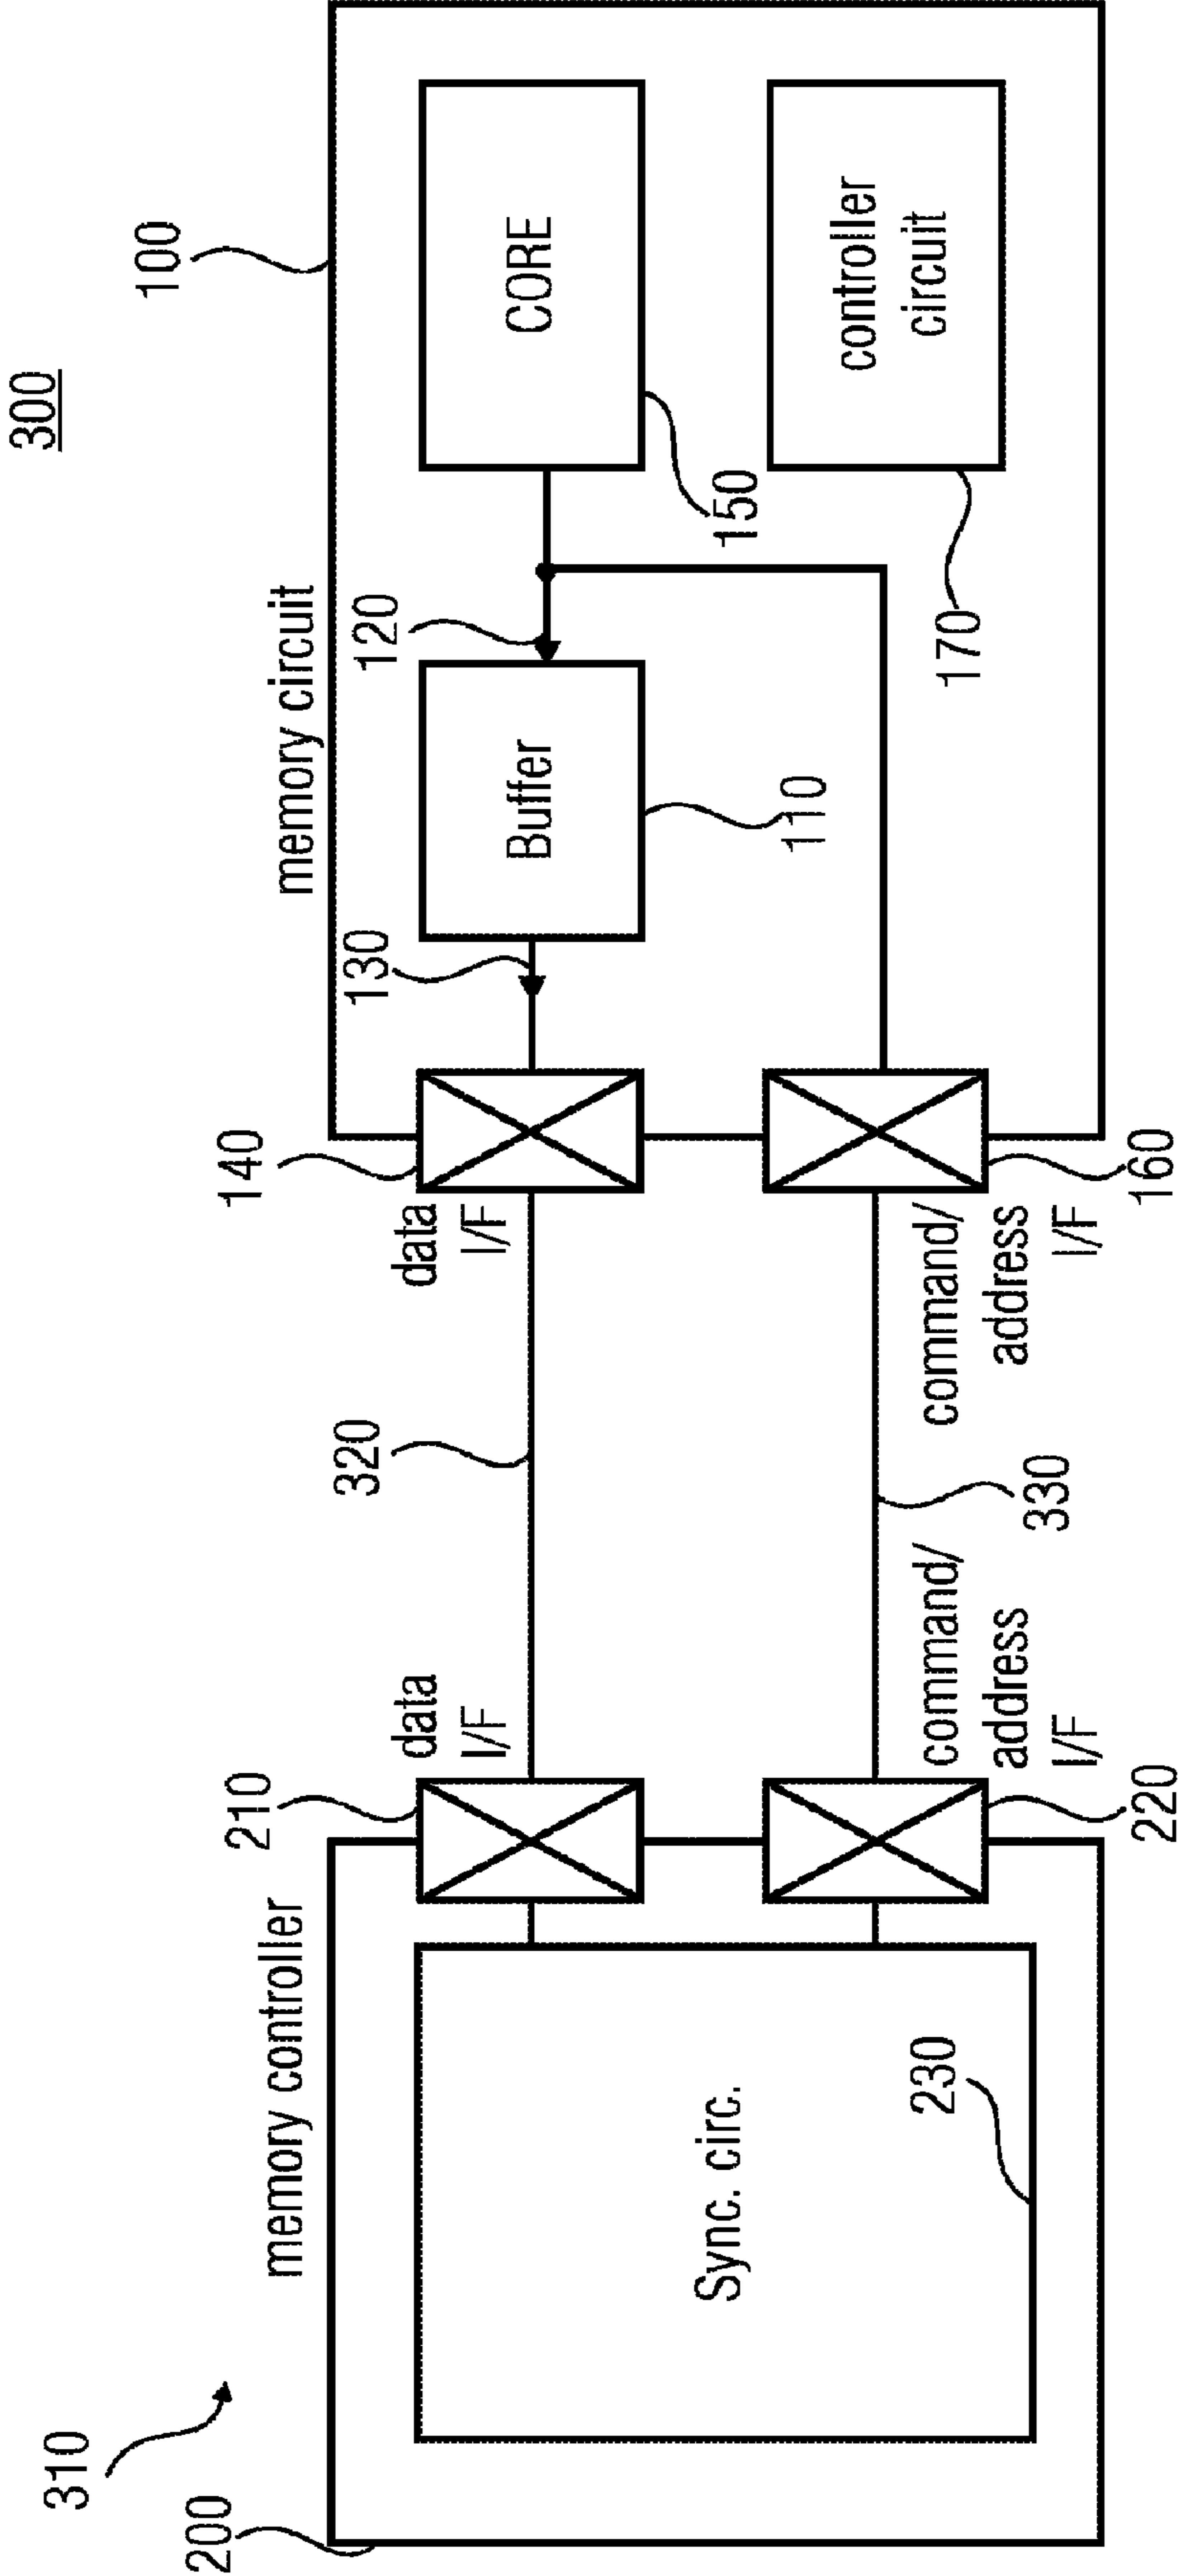 300
310
200
memory controller
memory circuit
100
210
data
I/F
320
140
data
I/F
130
Buffer
110
120
CORE
150
Sync. circ.
230
220
command/
address
I/F
330
command/
address
I/F
160
170
controller
circuit